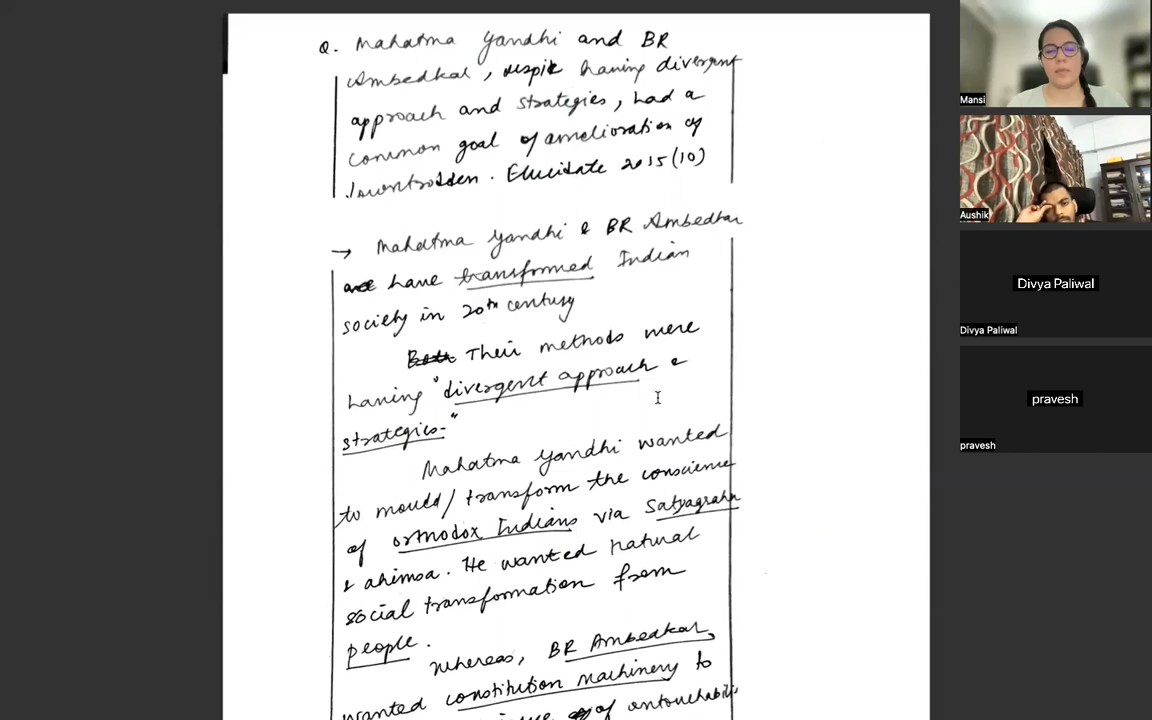 Q. Mahatma Gandhi and BR
Ambedkar, despite having divergent
approach and strategies, had a
common goal of amelioration of
downtrodden. Elucidate 2015 (10)
→ Mahatma Gandhi & BR Ambedkar
have transformed Indian
society in 20th century
Their methods were
having "divergent approach &
strategies."
Mahatma Gandhi wanted
to mould/transform the conscience
of orthodox Indians via Satyagraha
& ahimsa. He wanted natural
social transformation from
people.
Whereas, BR Ambedkar,
wanted constitution machinery to
of untouchability
Mansi
Aushik
Divya Paliwal
Divya Paliwal
pravesh
pravesh